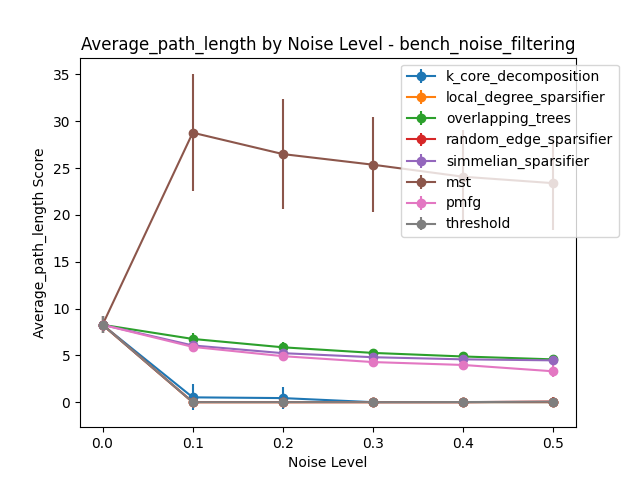 Average_path_length by Noise Level - bench_noise_filtering
Average_path_length Score
35
30
25
20
15
10
5
0
k_core_decomposition
local_degree_sparsifier
overlapping_trees
random_edge_sparsifier
simmelian_sparsifier
mst
pmfg
threshold
0.0 0.1 0.2 0.3 0.4 0.5
Noise Level